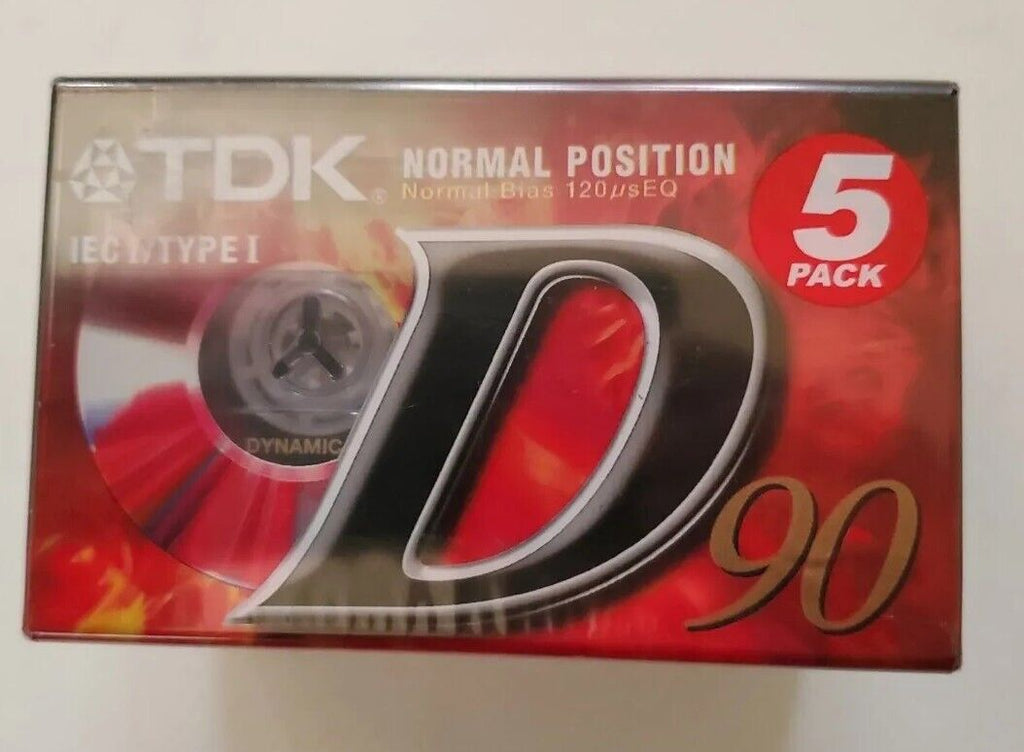 TDK®
NORMAL POSITION
Normal Bias 120μsEQ
5
PACK
IEC I/TYPE I
DYNAMIC
D
90